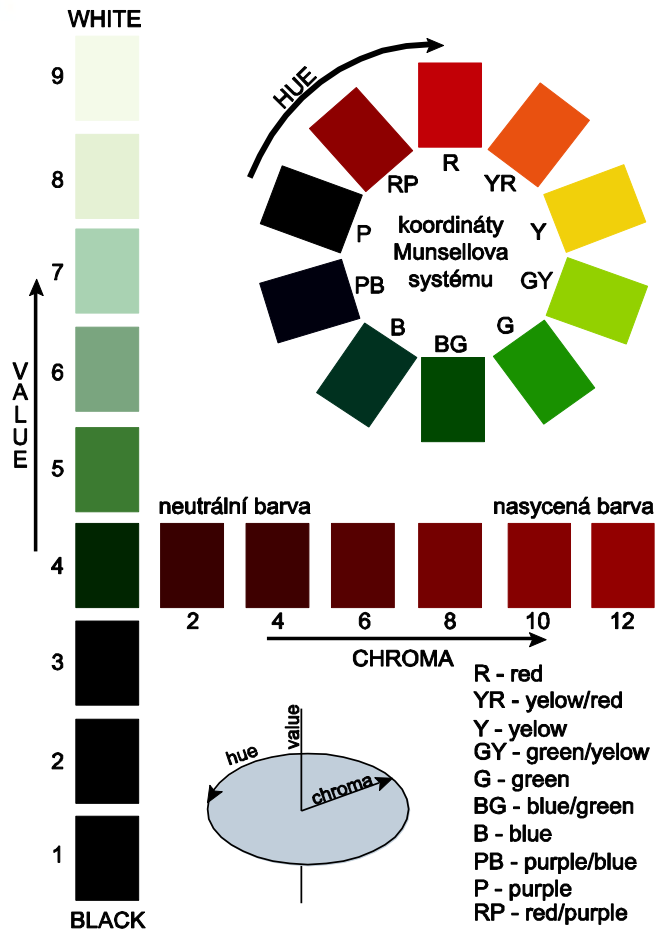 WHITE
9
8
7
6
5
4
3
2
1
BLACK
VALUE
HUE
R
YR
Y
GY
G
BG
B
PB
P
RP
koordináty
Munsellova
systému
neutrální barva
nasycená barva
2 4 6 8 10 12
CHROMA
hue
value
chroma
R - red
YR - yelow/red
Y - yelow
GY - green/yelow
G - green
BG - blue/green
B - blue
PB - purple/blue
P - purple
RP - red/purple